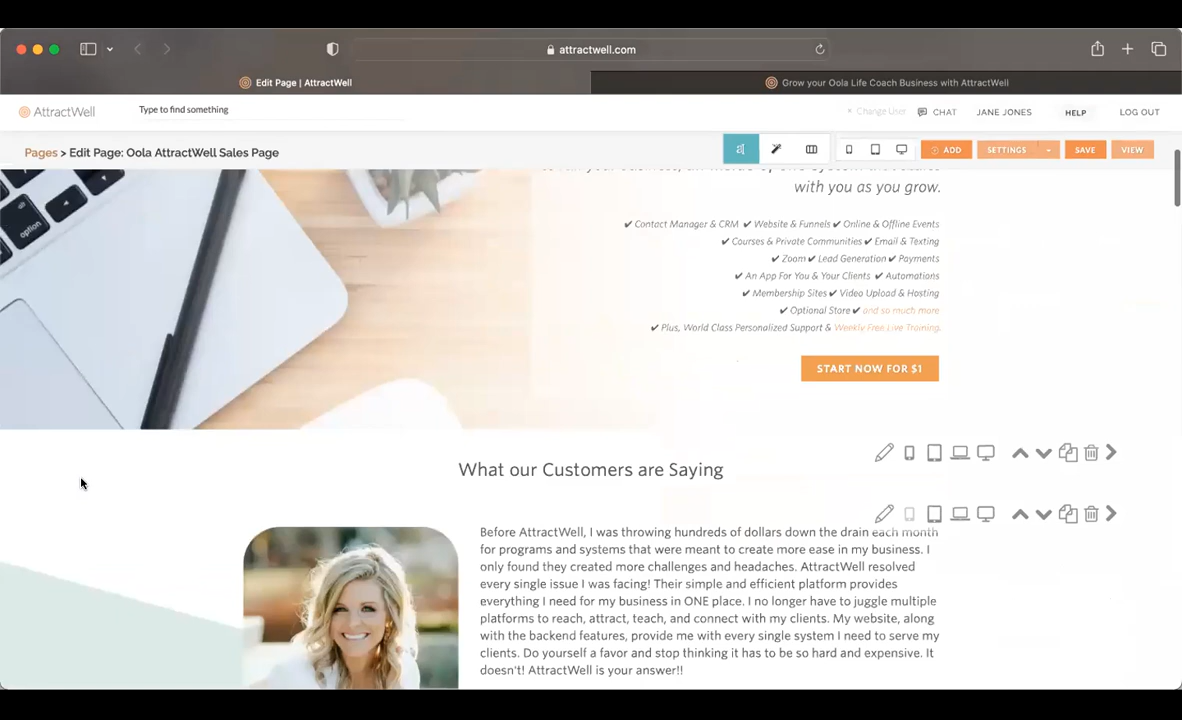 attractwell.com
Edit Page | AttractWell
Grow your Oola Life Coach Business with AttractWell
AttractWell
Type to find something
× Change User
CHAT
JANE JONES
HELP
LOG OUT
Pages > Edit Page: Oola AttractWell Sales Page
ADD
SETTINGS
SAVE
VIEW
with you as you grow.
✔ Contact Manager & CRM ✔ Website & Funnels ✔ Online & Offline Events
✔ Courses & Private Communities ✔ Email & Texting
✔ Zoom ✔ Lead Generation ✔ Payments
✔ An App For You & Your Clients ✔ Automations
✔ Membership Sites ✔ Video Upload & Hosting
✔ Optional Store ✔ and so much more
✔ Plus, World Class Personalized Support & Weekly Free Live Training.
START NOW FOR $1
option
What our Customers are Saying
Before AttractWell, I was throwing hundreds of dollars down the drain each month
for programs and systems that were meant to create more ease in my business. I
only found they created more challenges and headaches. AttractWell resolved
every single issue I was facing! Their simple and efficient platform provides
everything I need for my business in ONE place. I no longer have to juggle multiple
platforms to reach, attract, teach, and connect with my clients. My website, along
with the backend features, provide me with every single system I need to serve my
clients. Do yourself a favor and stop thinking it has to be so hard and expensive. It
doesn't! AttractWell is your answer!!